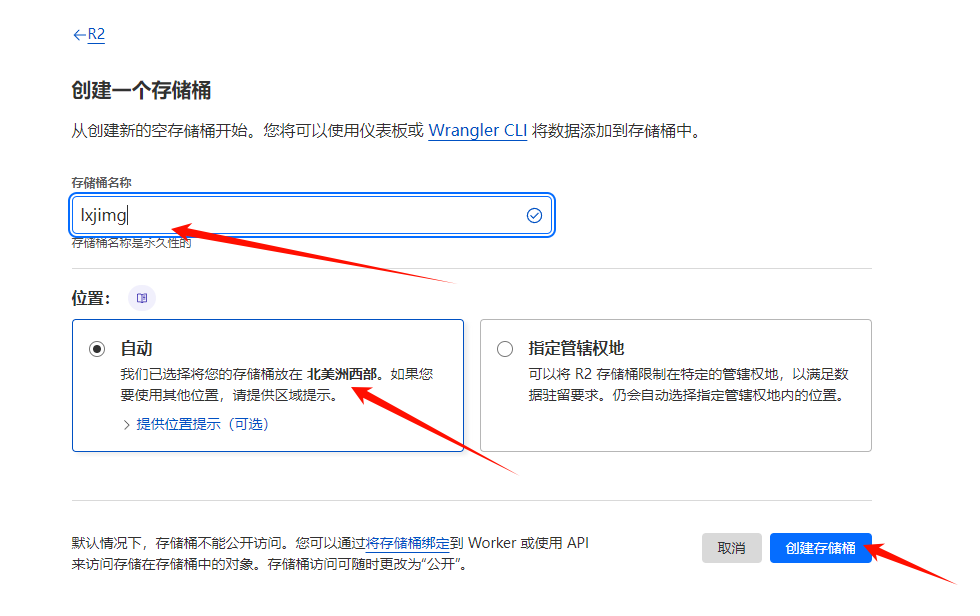 ←R2
创建一个存储桶
从创建新的空存储桶开始。您将可以使用仪表板或 Wrangler CLI 将数据添加到存储桶中。
存储桶名称
lxjimg
存储桶名称是永久性的
位置：
自动
我们已选择将您的存储桶放在 北美洲西部。如果您
要使用其他位置，请提供区域提示。
提供位置提示（可选）
指定管辖权地
可以将 R2 存储桶限制在特定的管辖权地，以满足数
据驻留要求。仍会自动选择指定管辖权地内的位置。
默认情况下，存储桶不能公开访问。您可以通过将存储桶绑定到 Worker 或使用 API
来访问存储在存储桶中的对象。存储桶访问可随时更改为“公开”。
取消
创建存储桶